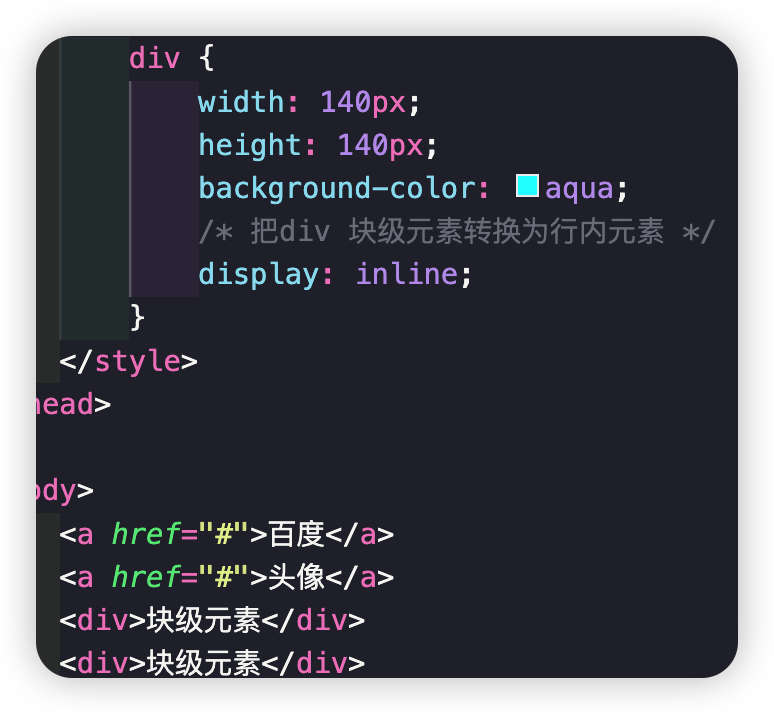 div {
width: 140px;
height: 140px;
background-color: aqua;
/* 把div 块级元素转换为行内元素 */
display: inline;
}
</style>
head>
ody>
<a href="#">百度</a>
<a href="#">头像</a>
<div>块级元素</div>
<div>块级元素</div>